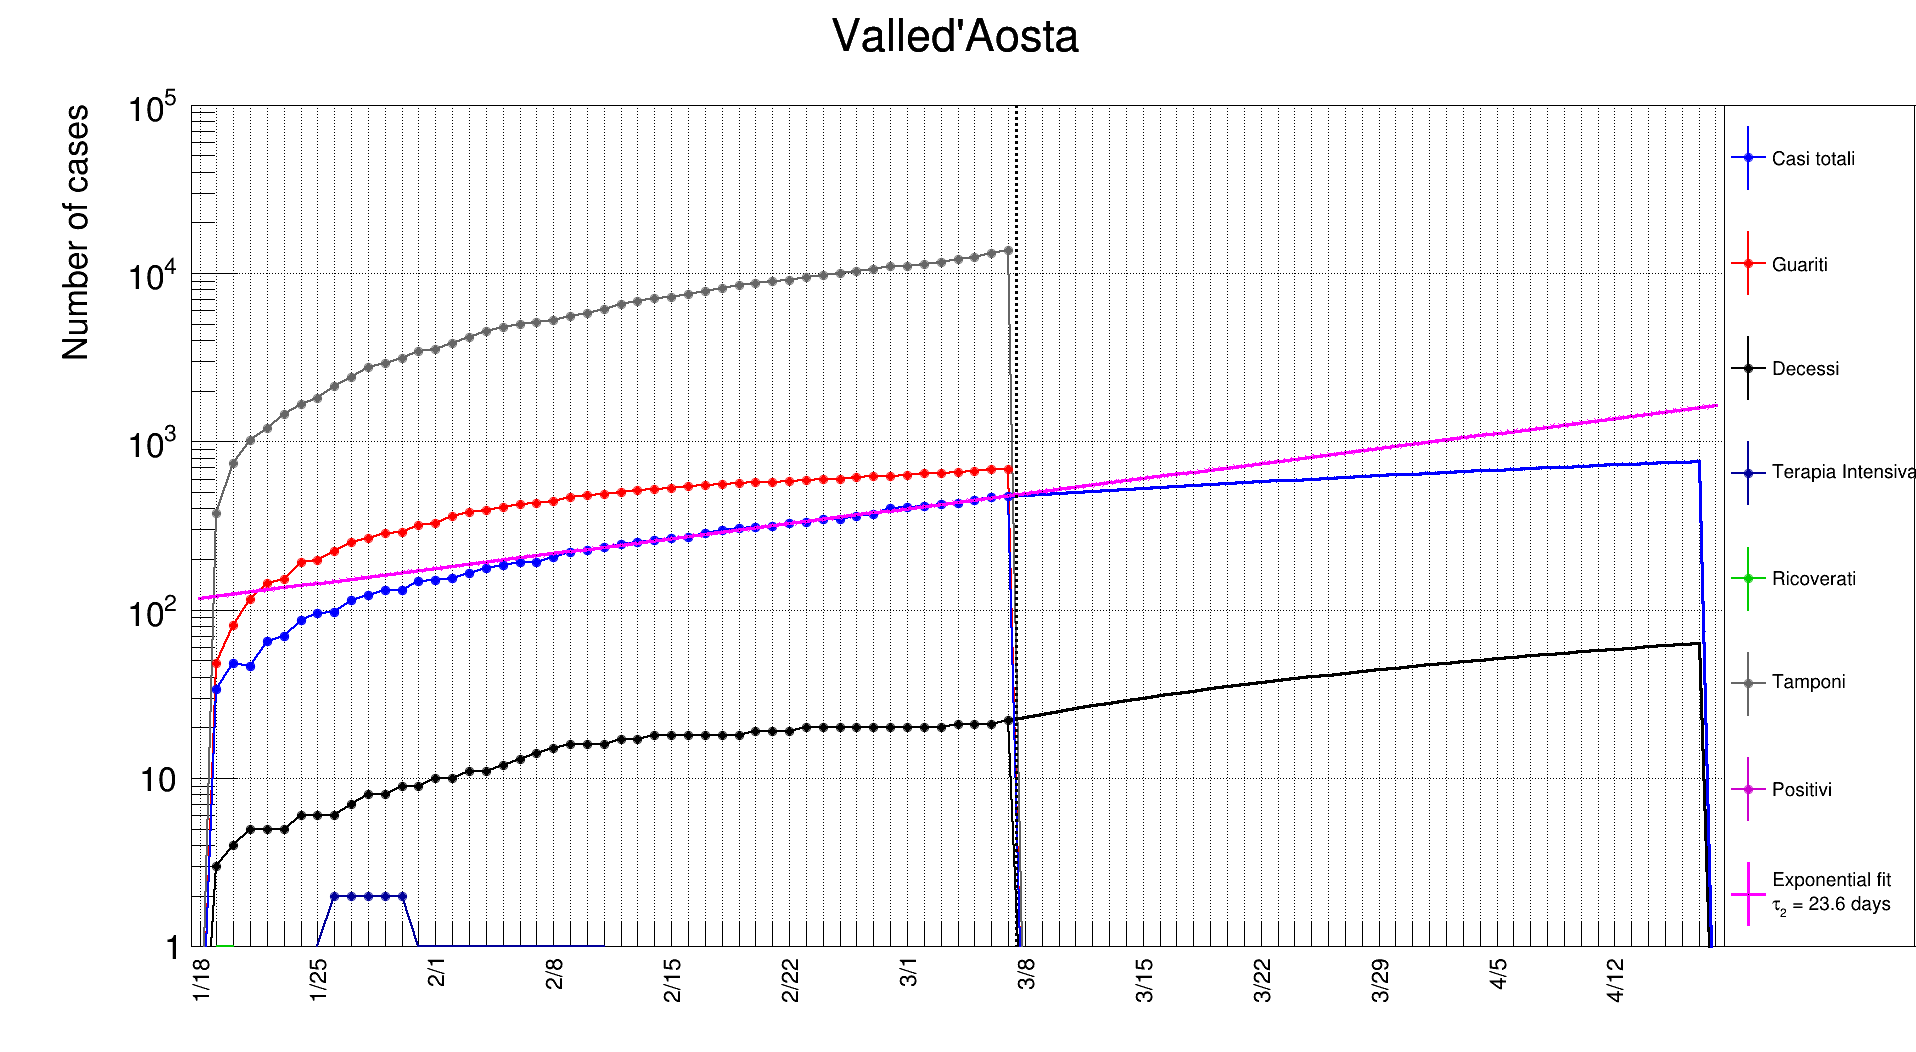 Valled'Aosta
Number of cases
10^5
10^4
10^3
10^2
10
1
1/18
1/25
2/1
2/8
2/15
2/22
3/1
3/8
3/15
3/22
3/29
4/5
4/12
Casi totali
Guariti
Decessi
Terapia Intensiva
Ricoverati
Tamponi
Positivi
Exponential fit
τ₂ = 23.6 days